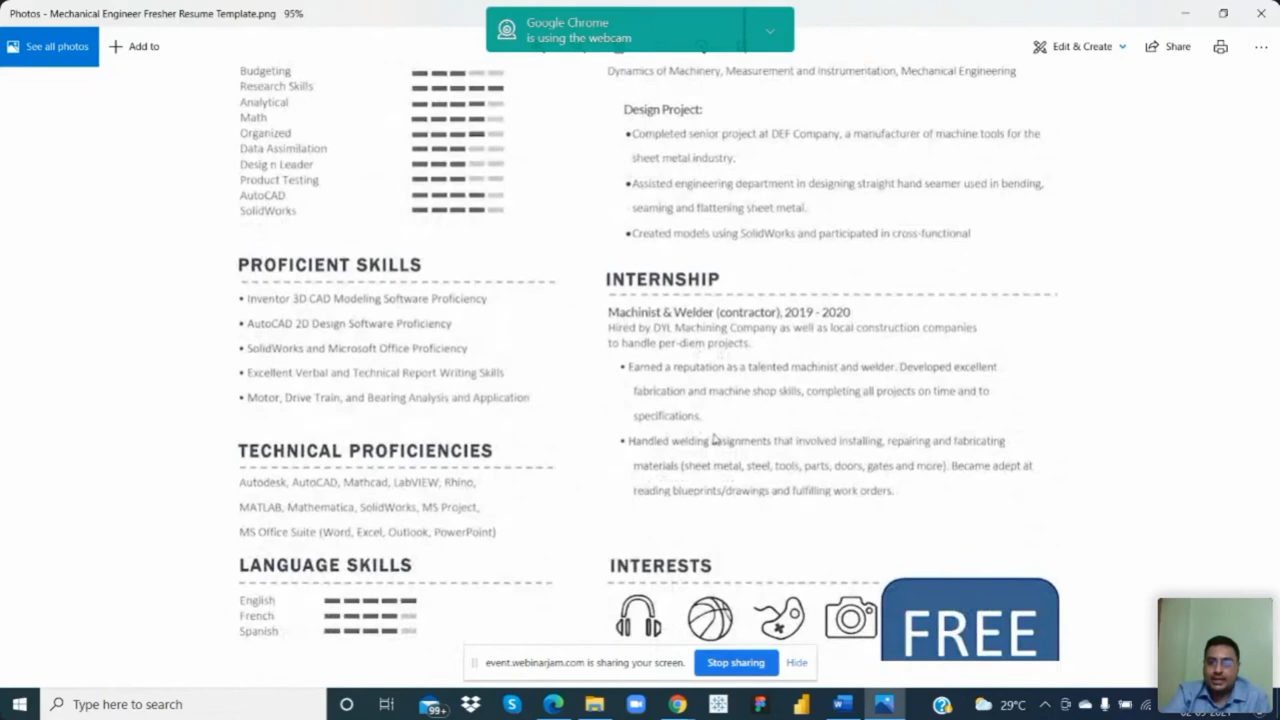 Photos - Mechanical Engineer Fresher Resume Template.png 95%
Google Chrome
is using the webcam
See all photos
Add to
Edit & Create
Share
Budgeting
Research Skills
Analytical
Math
Organized
Data Assimilation
Desig n Leader
Product Testing
AutoCAD
SolidWorks
PROFICIENT SKILLS
• Inventor 3D CAD Modeling Software Proficiency
• AutoCAD 2D Design Software Proficiency
• SolidWorks and Microsoft Office Proficiency
• Excellent Verbal and Technical Report Writing Skills
• Motor, Drive Train, and Bearing Analysis and Application
TECHNICAL PROFICIENCIES
Autodesk, AutoCAD, Mathcad, LabVIEW, Rhino,
MATLAB, Mathematica, SolidWorks, MS Project,
MS Office Suite (Word, Excel, Outlook, PowerPoint)
LANGUAGE SKILLS
English
French
Spanish
Dynamics of Machinery, Measurement and Instrumentation, Mechanical Engineering
Design Project:
•Completed senior project at DEF Company, a manufacturer of machine tools for the
sheet metal industry.
•Assisted engineering department in designing straight hand seamer used in bending,
seaming and flattening sheet metal.
•Created models using SolidWorks and participated in cross-functional
INTERNSHIP
Machinist & Welder (contractor), 2019 - 2020
Hired by DYL Machining Company as well as local construction companies
to handle per-diem projects.
• Earned a reputation as a talented machinist and welder. Developed excellent
fabrication and machine shop skills, completing all projects on time and to
specifications.
• Handled welding assignments that involved installing, repairing and fabricating
materials (sheet metal, steel, tools, parts, doors, gates and more). Became adept at
reading blueprints/drawings and fulfilling work orders.
INTERESTS
FREE
event.webinarjam.com is sharing your screen.
Stop sharing
Hide
Type here to search
99+
29°C